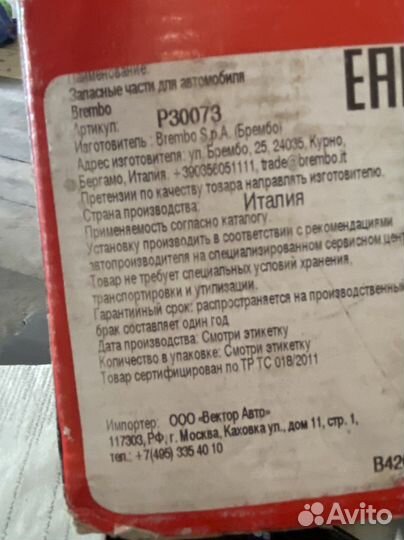 Наименование:
Запасные части для автомобиля
Brembo
Артикул: P30073
Изготовитель: Brembo S.p.A. (Брембо)
Адрес изготовителя: ул. Брембо, 25, 24035, Курно,
Бергамо, Италия. +390356051111, trade@brembo.it
Претензии по качеству товара направлять изготовителю.
Страна производства: Италия
Применяемость согласно каталогу.
Установку производить в соответствии с рекомендациями
автопроизводителя на специализированном сервисном цент
Товар не требует специальных условий хранения,
транспортировки и утилизации.
Гарантийный срок: распространяется на производственный
брак составляет один год
Дата производства: Смотри этикетку
Количество в упаковке: Смотри этикетку
Товар сертифицирован по ТР ТС 018/2011
Импортер: ООО «Вектор Авто»
117303, РФ, г. Москва, Каховка ул., дом 11, стр. 1,
тел.: +7(495) 335 40 10
EAC
Avito